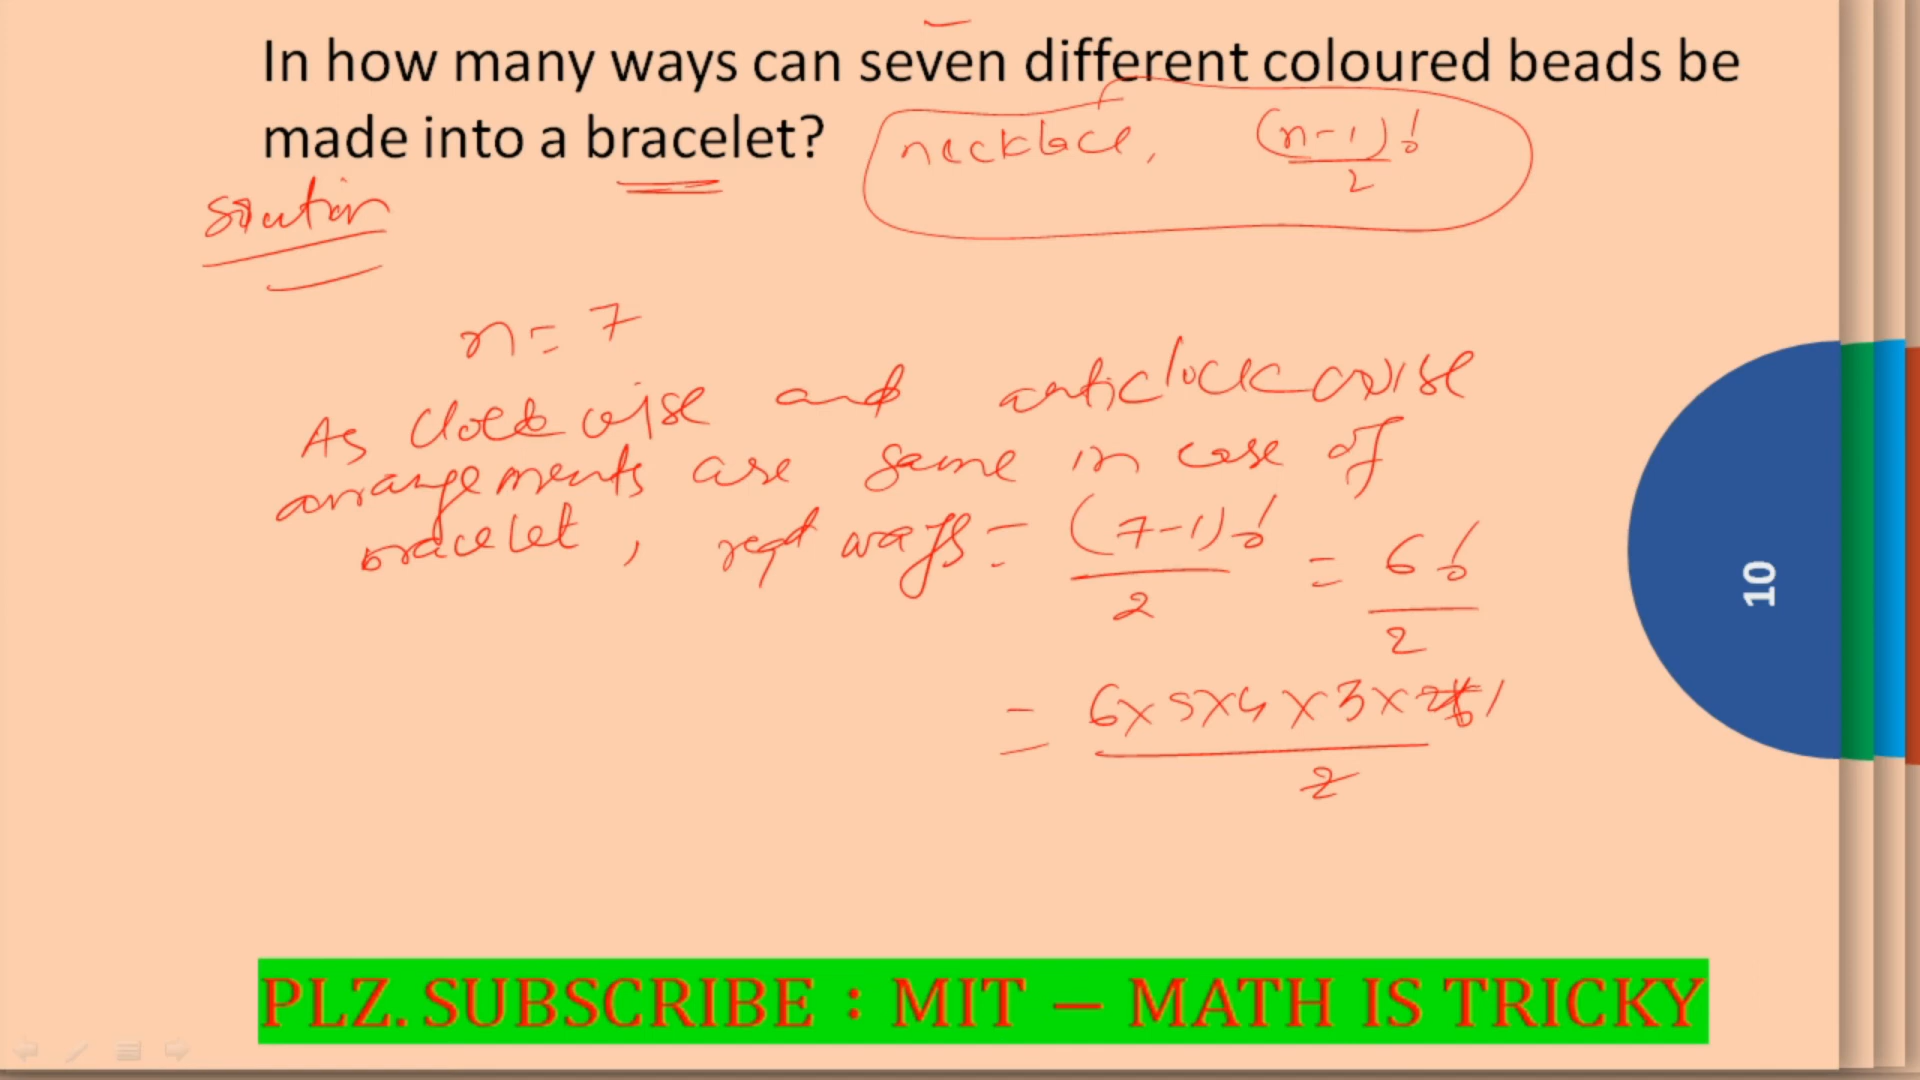 In how many ways can seven different coloured beads be
made into a bracelet?
necklace, (n-1)!/2
Solution
n = 7
As clockwise and anticlockwise
arrangements are same in case of
bracelet, reqd ways = (7-1)!/2 = 6!/2
= 6×5×4×3×2×1/2
10
PLZ. SUBSCRIBE : MIT – MATH IS TRICKY